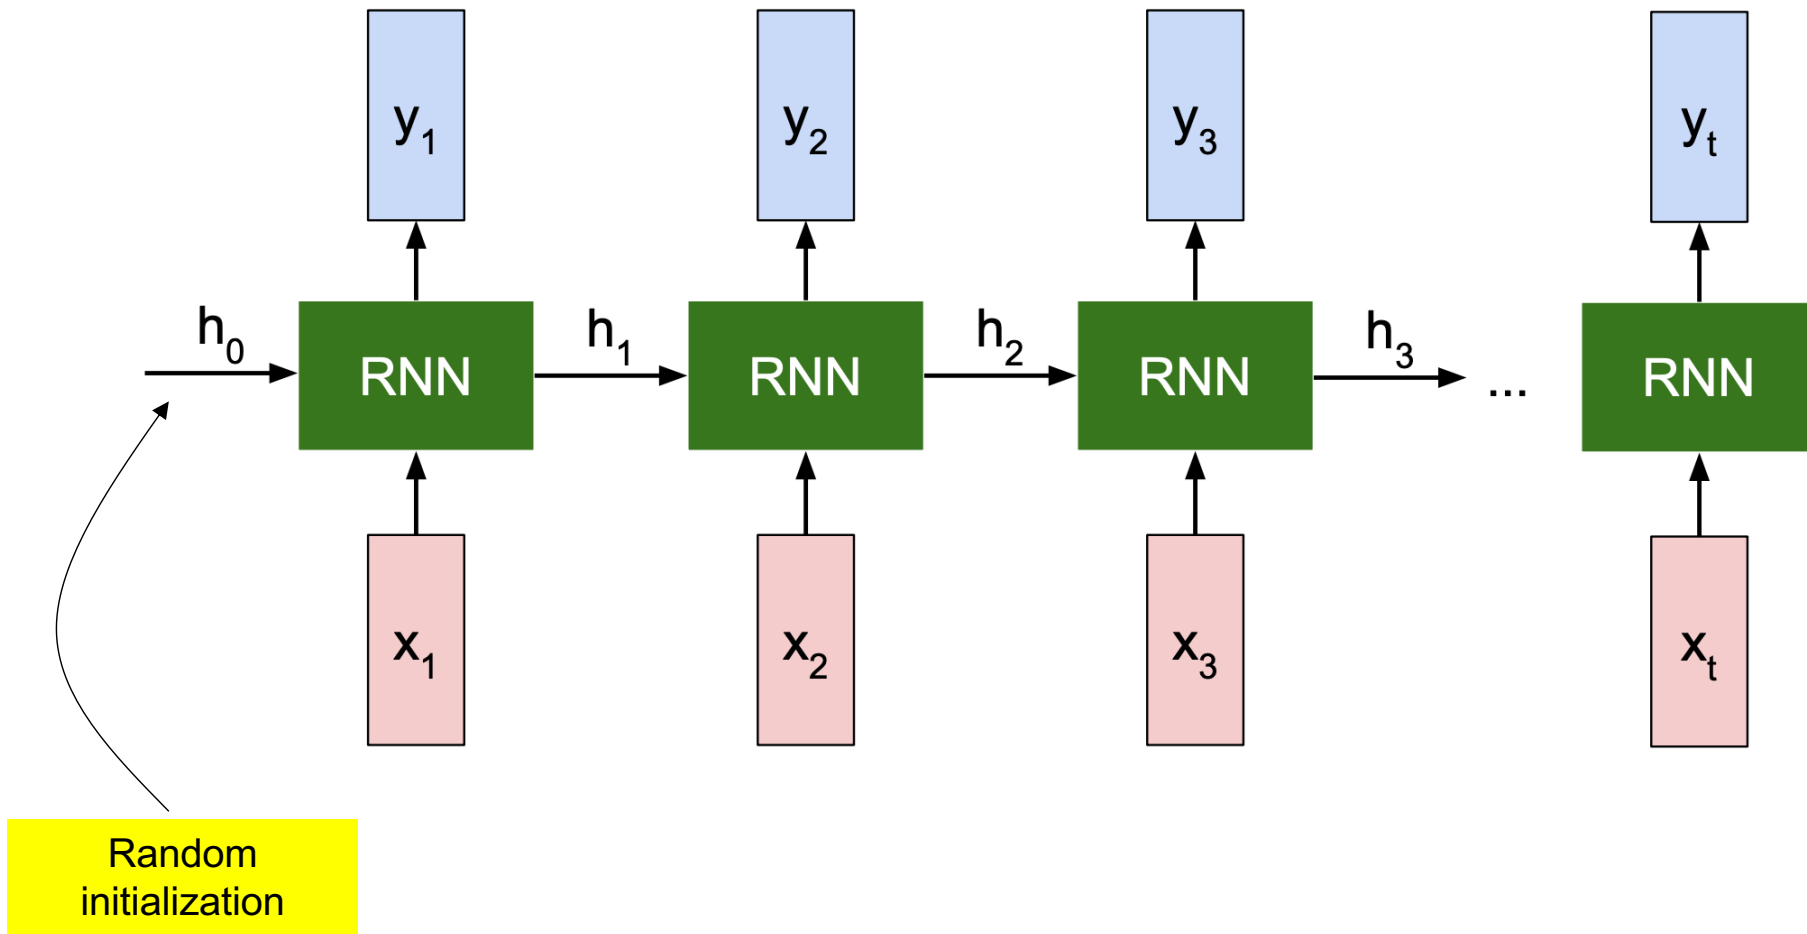 y1 y2 y3 yt
h0 h1 h2 h3
RNN RNN RNN ... RNN
x1 x2 x3 xt
Random
initialization